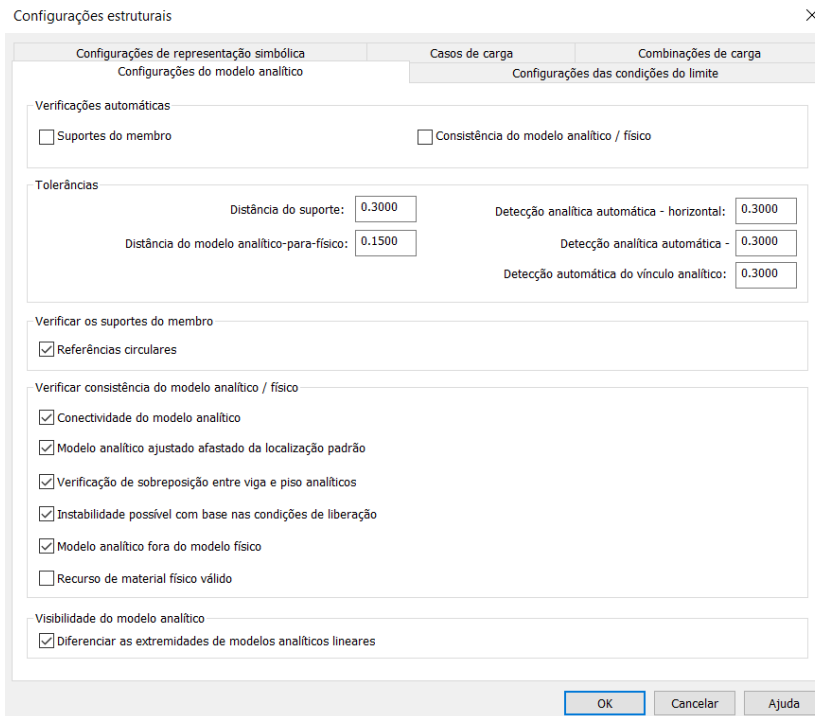 Configurações estruturais
Configurações de representação simbólica Casos de carga Combinações de carga
Configurações do modelo analítico Configurações das condições do limite
Verificações automáticas
Suportes do membro Consistência do modelo analítico / físico
Tolerâncias
Distância do suporte: 0.3000 Detecção analítica automática - horizontal: 0.3000
Distância do modelo analítico-para-físico: 0.1500 Detecção analítica automática - 0.3000
Detecção automática do vínculo analítico: 0.3000
Verificar os suportes do membro
Referências circulares
Verificar consistência do modelo analítico / físico
Conectividade do modelo analítico
Modelo analítico ajustado afastado da localização padrão
Verificação de sobreposição entre viga e piso analíticos
Instabilidade possível com base nas condições de liberação
Modelo analítico fora do modelo físico
Recurso de material físico válido
Visibilidade do modelo analítico
Diferenciar as extremidades de modelos analíticos lineares
OK Cancelar Ajuda